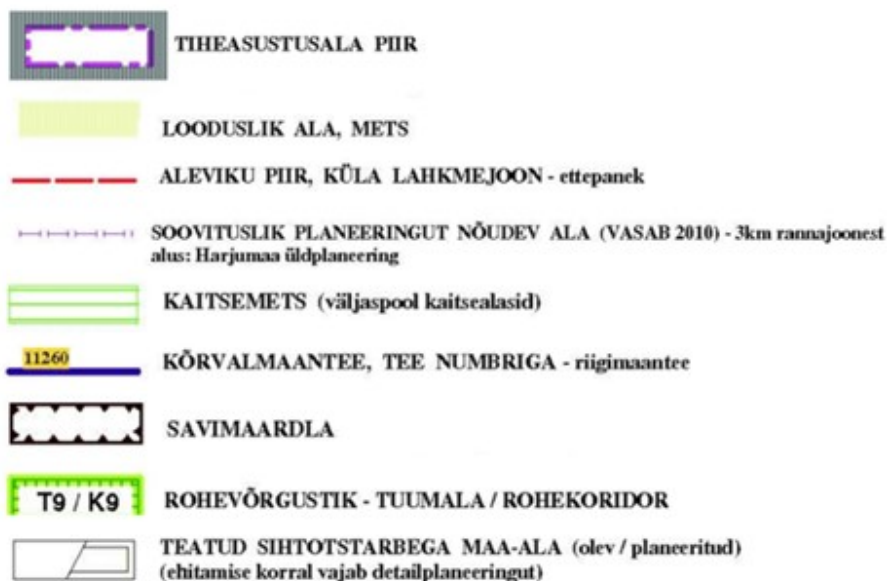 TIHEASUSTUSALA PIIR
LOODUSLIK ALA, METS
ALEVIKU PIIR, KÜLA LAHKMEJOON - ettepanek
SOOVITUSLIK PLANEERINGUT NÕUDEV ALA (VASAB 2010) - 3km rannajoonest
alus: Harjumaa üldplaneering
KAITSEMETS (väljaspool kaitsealasid)
11260 KÕRVALMAANTEE, TEE NUMBRIGA - riigimaantee
SAVIMAARDLA
T9 / K9 ROHEVÕRGUSTIK - TUUMALA / ROHEKORIDOR
TEATUD SIHTOTSTARBEGA MAA-ALA (olev / planeeritud)
(ehitamise korral vajab detailplaneeringut)